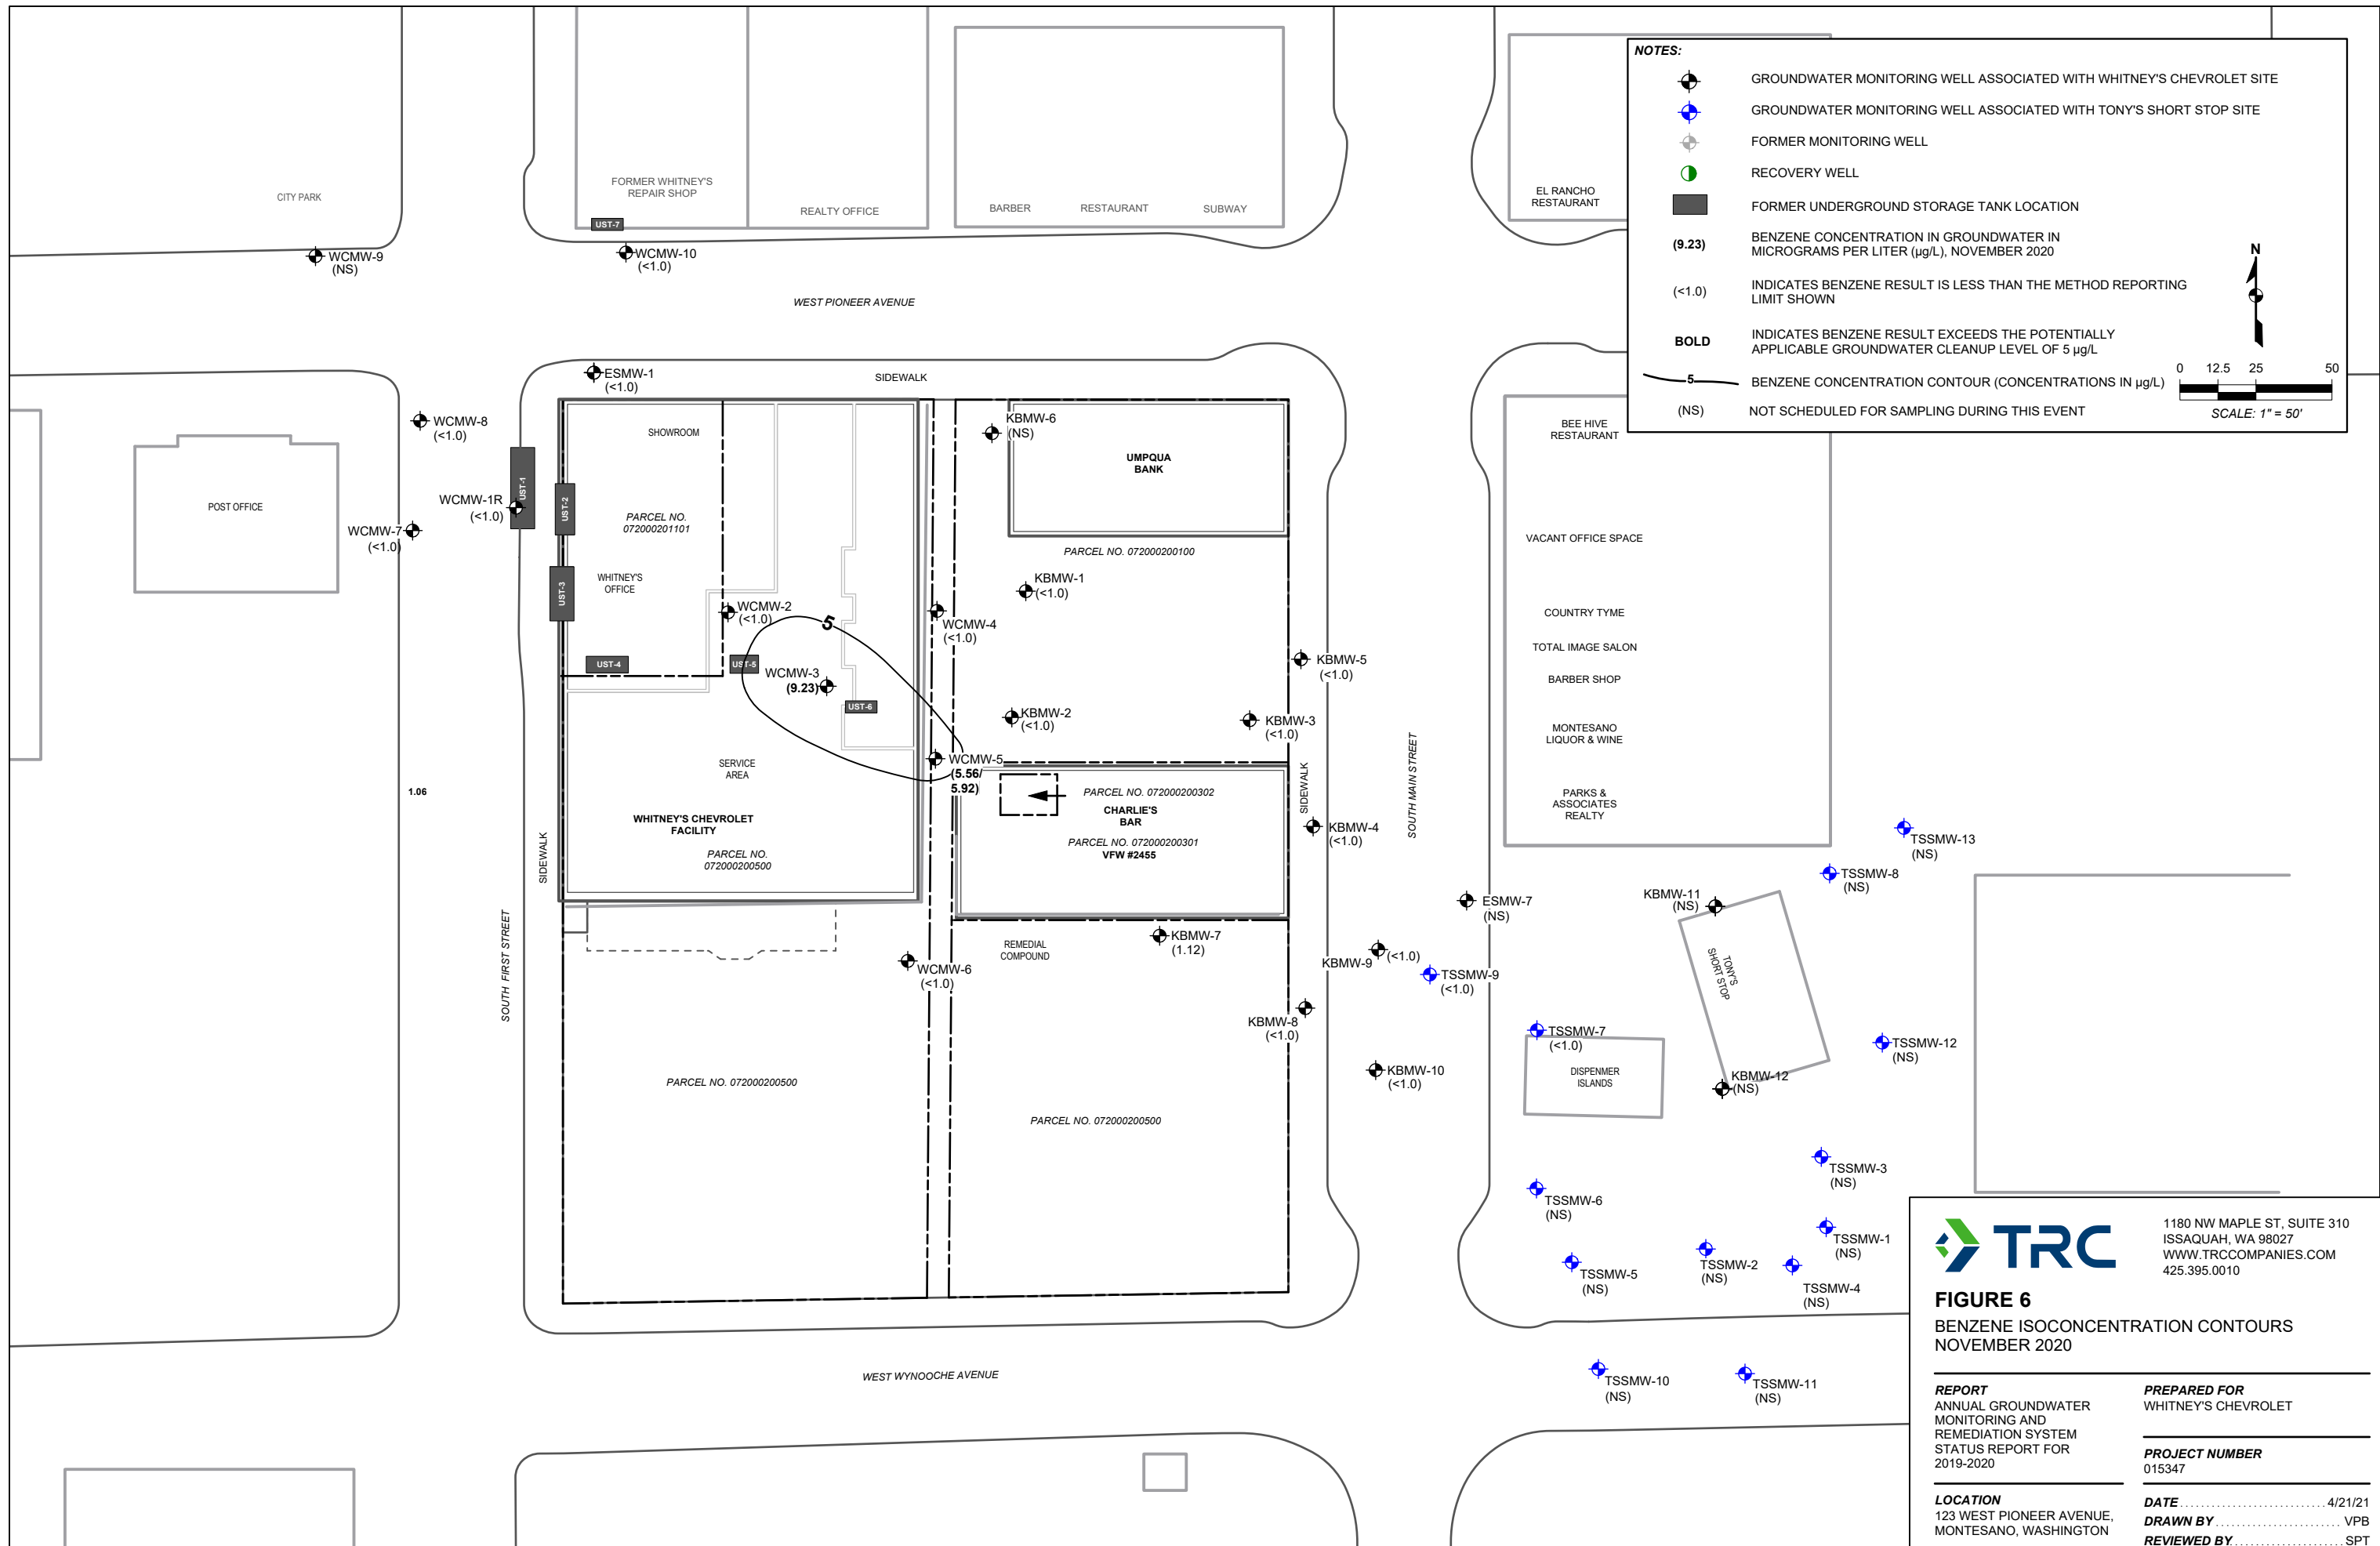 NOTES:
GROUNDWATER MONITORING WELL ASSOCIATED WITH WHITNEY'S CHEVROLET SITE
GROUNDWATER MONITORING WELL ASSOCIATED WITH TONY'S SHORT STOP SITE
FORMER MONITORING WELL
RECOVERY WELL
FORMER UNDERGROUND STORAGE TANK LOCATION
(9.23)
BENZENE CONCENTRATION IN GROUNDWATER IN
MICROGRAMS PER LITER (µg/L), NOVEMBER 2020
(<1.0)
INDICATES BENZENE RESULT IS LESS THAN THE METHOD REPORTING
LIMIT SHOWN
BOLD
INDICATES BENZENE RESULT EXCEEDS THE POTENTIALLY
APPLICABLE GROUNDWATER CLEANUP LEVEL OF 5 µg/L
5
BENZENE CONCENTRATION CONTOUR (CONCENTRATIONS IN µg/L)
(NS)
NOT SCHEDULED FOR SAMPLING DURING THIS EVENT
N
0 12.5 25 50
SCALE: 1" = 50'
CITY PARK
FORMER WHITNEY'S
REPAIR SHOP
UST-7
REALTY OFFICE
BARBER
RESTAURANT
SUBWAY
EL RANCHO
RESTAURANT
WCMW-9
(NS)
WCMW-10
(<1.0)
WEST PIONEER AVENUE
ESMW-1
(<1.0)
SIDEWALK
WCMW-8
(<1.0)
POST OFFICE
WCMW-1R
(<1.0)
WCMW-7
(<1.0)
UST-1
UST-2
UST-3
SHOWROOM
PARCEL NO.
072000201101
WHITNEY'S
OFFICE
UST-4
WCMW-2
(<1.0)
UST-5
5
WCMW-3
(9.23)
UST-6
SERVICE
AREA
WHITNEY'S CHEVROLET
FACILITY
PARCEL NO.
072000200500
KBMW-6
(NS)
UMPQUA
BANK
PARCEL NO. 072000200100
KBMW-1
(<1.0)
WCMW-4
(<1.0)
KBMW-5
(<1.0)
KBMW-2
(<1.0)
KBMW-3
(<1.0)
WCMW-5
(5.56/
5.92)
PARCEL NO. 072000200302
CHARLIE'S
BAR
PARCEL NO. 072000200301
VFW #2455
SIDEWALK
KBMW-4
(<1.0)
SOUTH MAIN STREET
BEE HIVE
RESTAURANT
VACANT OFFICE SPACE
COUNTRY TYME
TOTAL IMAGE SALON
BARBER SHOP
MONTESANO
LIQUOR & WINE
PARKS &
ASSOCIATES
REALTY
1.06
SIDEWALK
SOUTH FIRST STREET
TSSMW-13
(NS)
TSSMW-8
(NS)
KBMW-11
(NS)
ESMW-7
(NS)
KBMW-7
(1.12)
REMEDIAL
COMPOUND
WCMW-6
(<1.0)
KBMW-9
(<1.0)
TSSMW-9
(<1.0)
TONY'S
SHORT STOP
KBMW-8
(<1.0)
TSSMW-7
(<1.0)
TSSMW-12
(NS)
DISPENMER
ISLANDS
KBMW-10
(<1.0)
KBMW-12
(NS)
PARCEL NO. 072000200500
PARCEL NO. 072000200500
TSSMW-3
(NS)
TSSMW-6
(NS)
TSSMW-1
(NS)
TSSMW-5
(NS)
TSSMW-2
(NS)
TSSMW-4
(NS)
WEST WYNOOCHE AVENUE
TSSMW-10
(NS)
TSSMW-11
(NS)
TRC
1180 NW MAPLE ST, SUITE 310
ISSAQUAH, WA 98027
WWW.TRCCOMPANIES.COM
425.395.0010
FIGURE 6
BENZENE ISOCONCENTRATION CONTOURS
NOVEMBER 2020
REPORT
ANNUAL GROUNDWATER
MONITORING AND
REMEDIATION SYSTEM
STATUS REPORT FOR
2019-2020
PREPARED FOR
WHITNEY'S CHEVROLET
PROJECT NUMBER
015347
LOCATION
123 WEST PIONEER AVENUE,
MONTESANO, WASHINGTON
DATE 4/21/21
DRAWN BY VPB
REVIEWED BY SPT